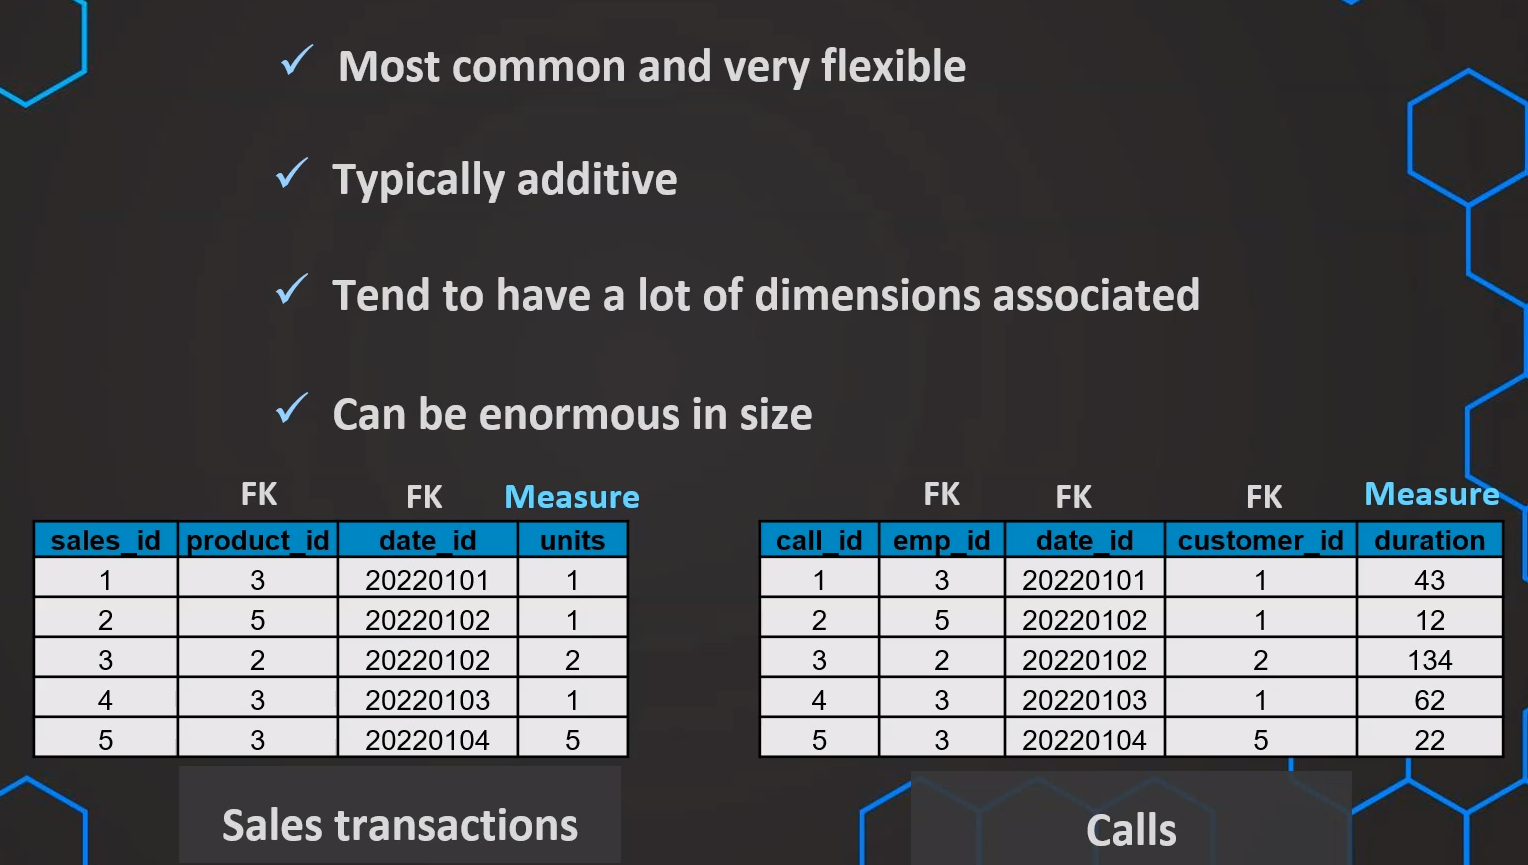 Most common and very flexible
Typically additive
Tend to have a lot of dimensions associated
Can be enormous in size
FK FK Measure
sales_id product_id date_id units
1 3 20220101 1
2 5 20220102 1
3 2 20220102 2
4 3 20220103 1
5 3 20220104 5
Sales transactions
FK FK FK Measure
call_id emp_id date_id customer_id duration
1 3 20220101 1 43
2 5 20220102 1 12
3 2 20220102 2 134
4 3 20220103 1 62
5 3 20220104 5 22
Calls